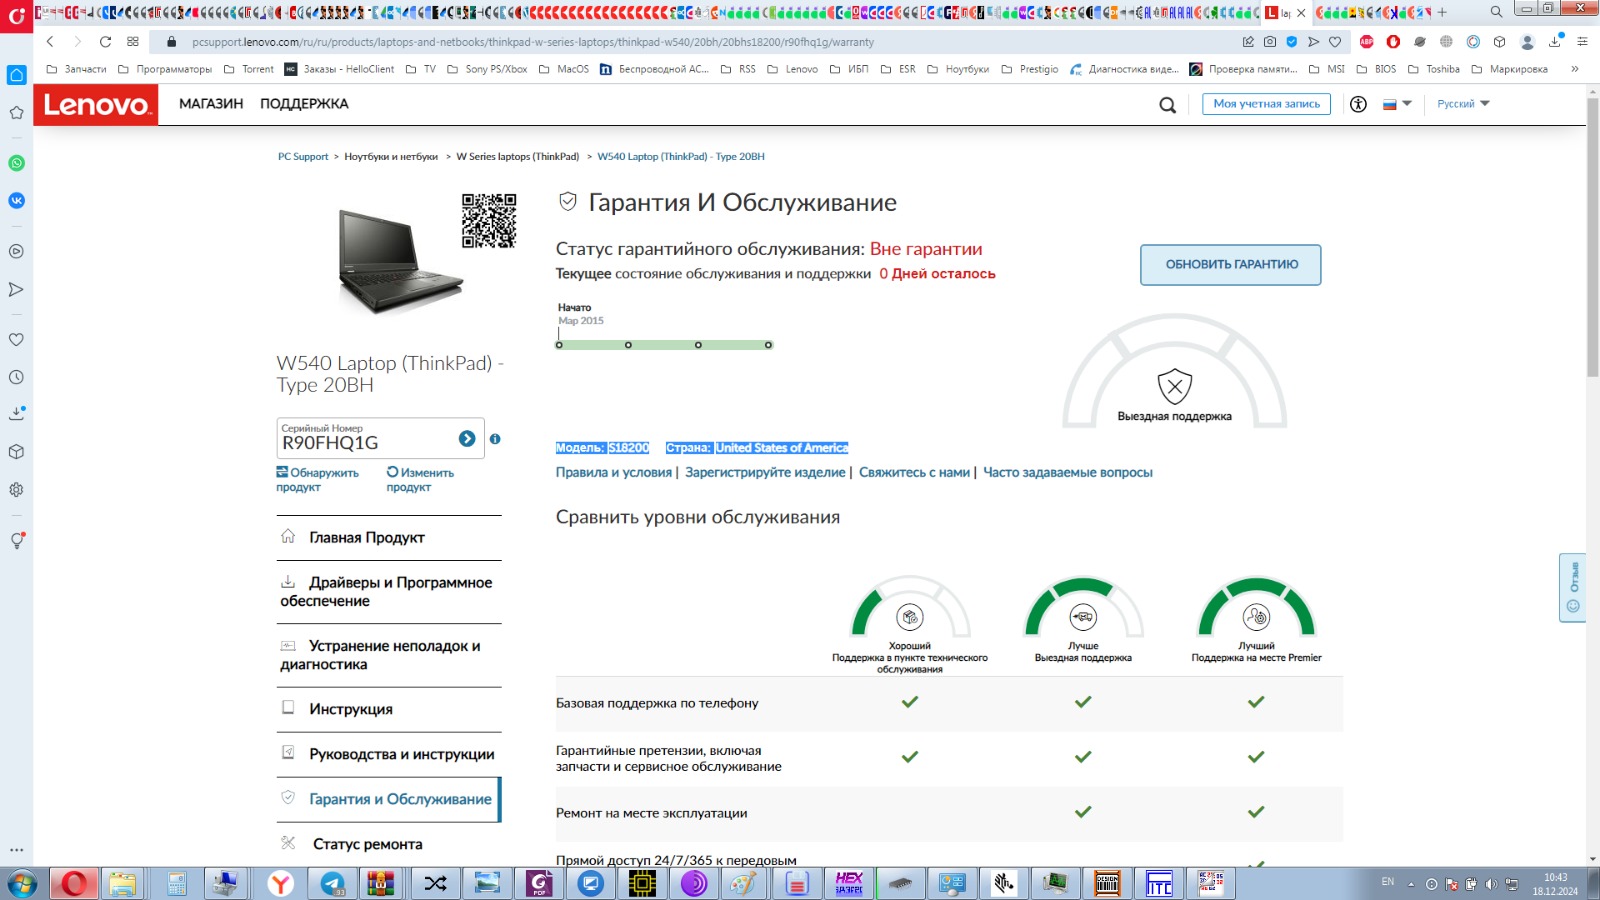 pcsupport.lenovo.com/ru/ru/products/laptops-and-netbooks/thinkpad-w-series-laptops/thinkpad-w540/20bh/20bhs18200/r90fhq1g/warranty
Запчасти Программаторы Torrent Заказы - HelloClient TV Sony PS/Xbox MacOS Беспроводной АС... RSS Lenovo ИБП ESR Ноутбуки Prestigio Диагностика виде... Проверка памяти... MSI BIOS Toshiba Маркировка »
Lenovo МАГАЗИН ПОДДЕРЖКА Моя учетная запись Русский
PC Support > Ноутбуки и нетбуки > W Series laptops (ThinkPad) > W540 Laptop (ThinkPad) - Type 20BH
Гарантия И Обслуживание
Статус гарантийного обслуживания: Вне гарантии
Текущее состояние обслуживания и поддержки 0 Дней осталось
ОБНОВИТЬ ГАРАНТИЮ
Начато
Мар 2015
Выездная поддержка
W540 Laptop (ThinkPad) -
Type 20BH
Серийный Номер
R90FHQ1G
Обнаружить продукт
Изменить продукт
Модель: S18200 Страна: United States of America
Правила и условия | Зарегистрируйте изделие | Свяжитесь с нами | Часто задаваемые вопросы
Сравнить уровни обслуживания
Главная Продукт
Драйверы и Программное
обеспечение
Устранение неполадок и
диагностика
Инструкция
Руководства и инструкции
Гарантия и Обслуживание
Статус ремонта
Хороший
Поддержка в пункте технического
обслуживания
Лучше
Выездная поддержка
Лучший
Поддержка на месте Premier
Базовая поддержка по телефону
Гарантийные претензии, включая
запчасти и сервисное обслуживание
Ремонт на месте эксплуатации
Прямой доступ 24/7/365 к передовым
Отзыв
EN
10:43
18.12.2024